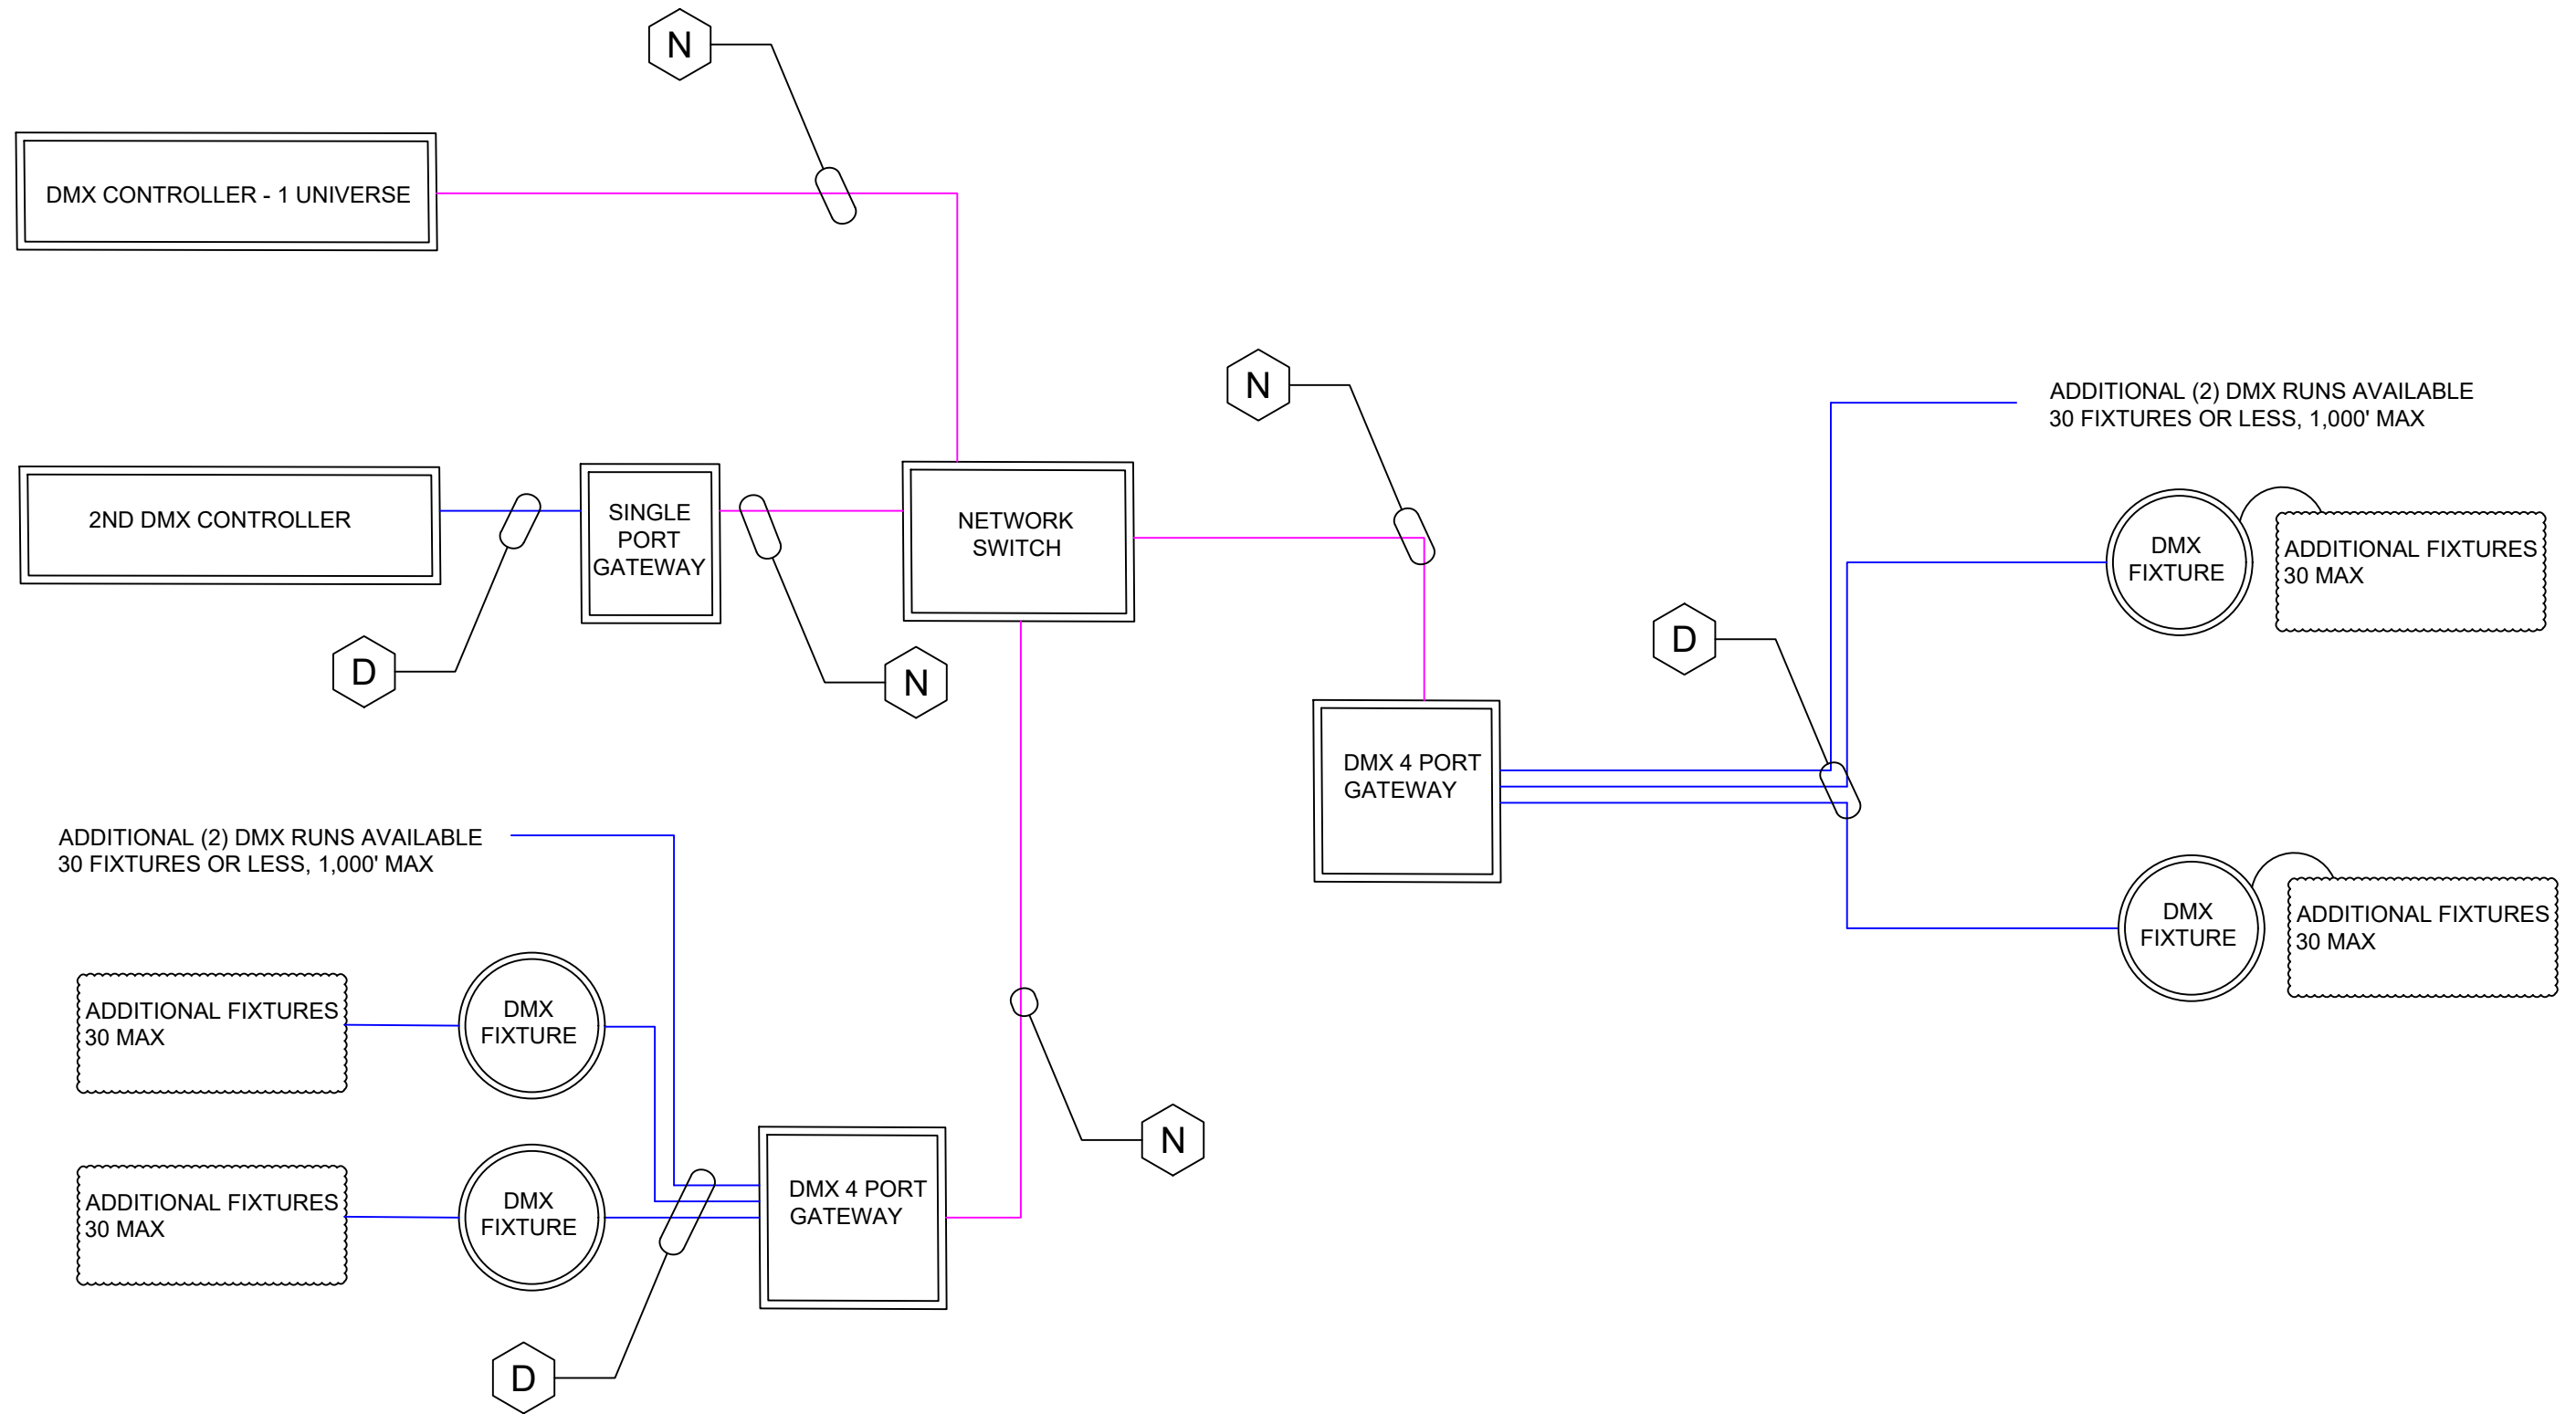 N
DMX CONTROLLER - 1 UNIVERSE
N
ADDITIONAL (2) DMX RUNS AVAILABLE
30 FIXTURES OR LESS, 1,000' MAX
2ND DMX CONTROLLER
SINGLE
PORT
GATEWAY
NETWORK
SWITCH
DMX
FIXTURE
ADDITIONAL FIXTURES
30 MAX
D
N
D
DMX 4 PORT
GATEWAY
ADDITIONAL (2) DMX RUNS AVAILABLE
30 FIXTURES OR LESS, 1,000' MAX
DMX
FIXTURE
ADDITIONAL FIXTURES
30 MAX
ADDITIONAL FIXTURES
30 MAX
DMX
FIXTURE
N
ADDITIONAL FIXTURES
30 MAX
DMX
FIXTURE
DMX 4 PORT
GATEWAY
D